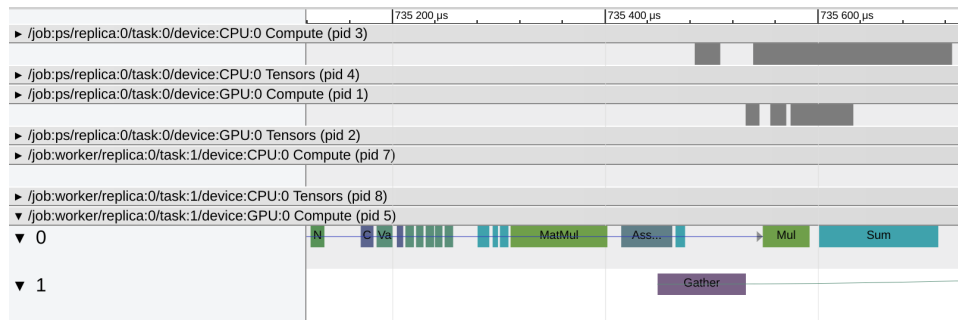 735 200 µs 735 400 µs 735 600 µs
► /job:ps/replica:0/task:0/device:CPU:0 Compute (pid 3)
► /job:ps/replica:0/task:0/device:CPU:0 Tensors (pid 4)
► /job:ps/replica:0/task:0/device:GPU:0 Compute (pid 1)
► /job:ps/replica:0/task:0/device:GPU:0 Tensors (pid 2)
► /job:worker/replica:0/task:1/device:CPU:0 Compute (pid 7)
► /job:worker/replica:0/task:1/device:CPU:0 Tensors (pid 8)
▼ /job:worker/replica:0/task:1/device:GPU:0 Compute (pid 5)
▼ 0 N C Va MatMul Ass... Mul Sum
▼ 1 Gather